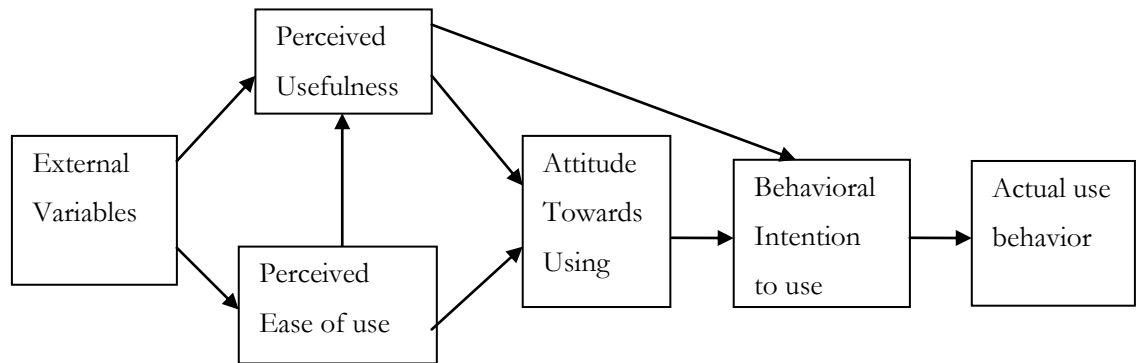 Perceived
Usefulness
External
Variables
Perceived
Ease of use
Attitude
Towards
Using
Behavioral
Intention
to use
Actual use
behavior